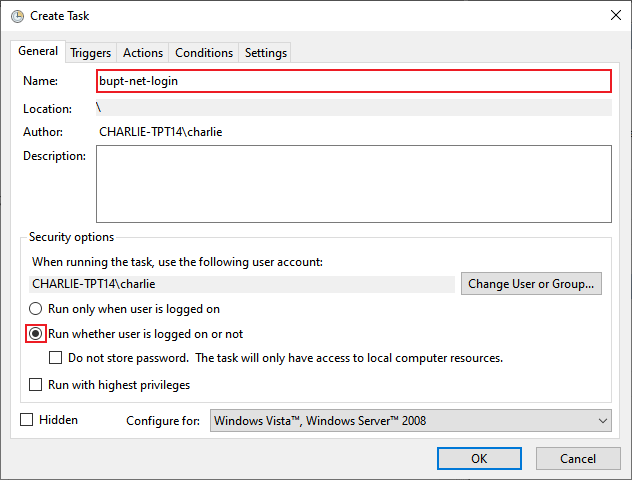 Create Task
General Triggers Actions Conditions Settings
Name: bupt-net-login
Location: \
Author: CHARLIE-TPT14\charlie
Description:
Security options
When running the task, use the following user account:
CHARLIE-TPT14\charlie Change User or Group...
Run only when user is logged on
Run whether user is logged on or not
Do not store password. The task will only have access to local computer resources.
Run with highest privileges
Hidden Configure for: Windows Vista™, Windows Server™ 2008
OK Cancel